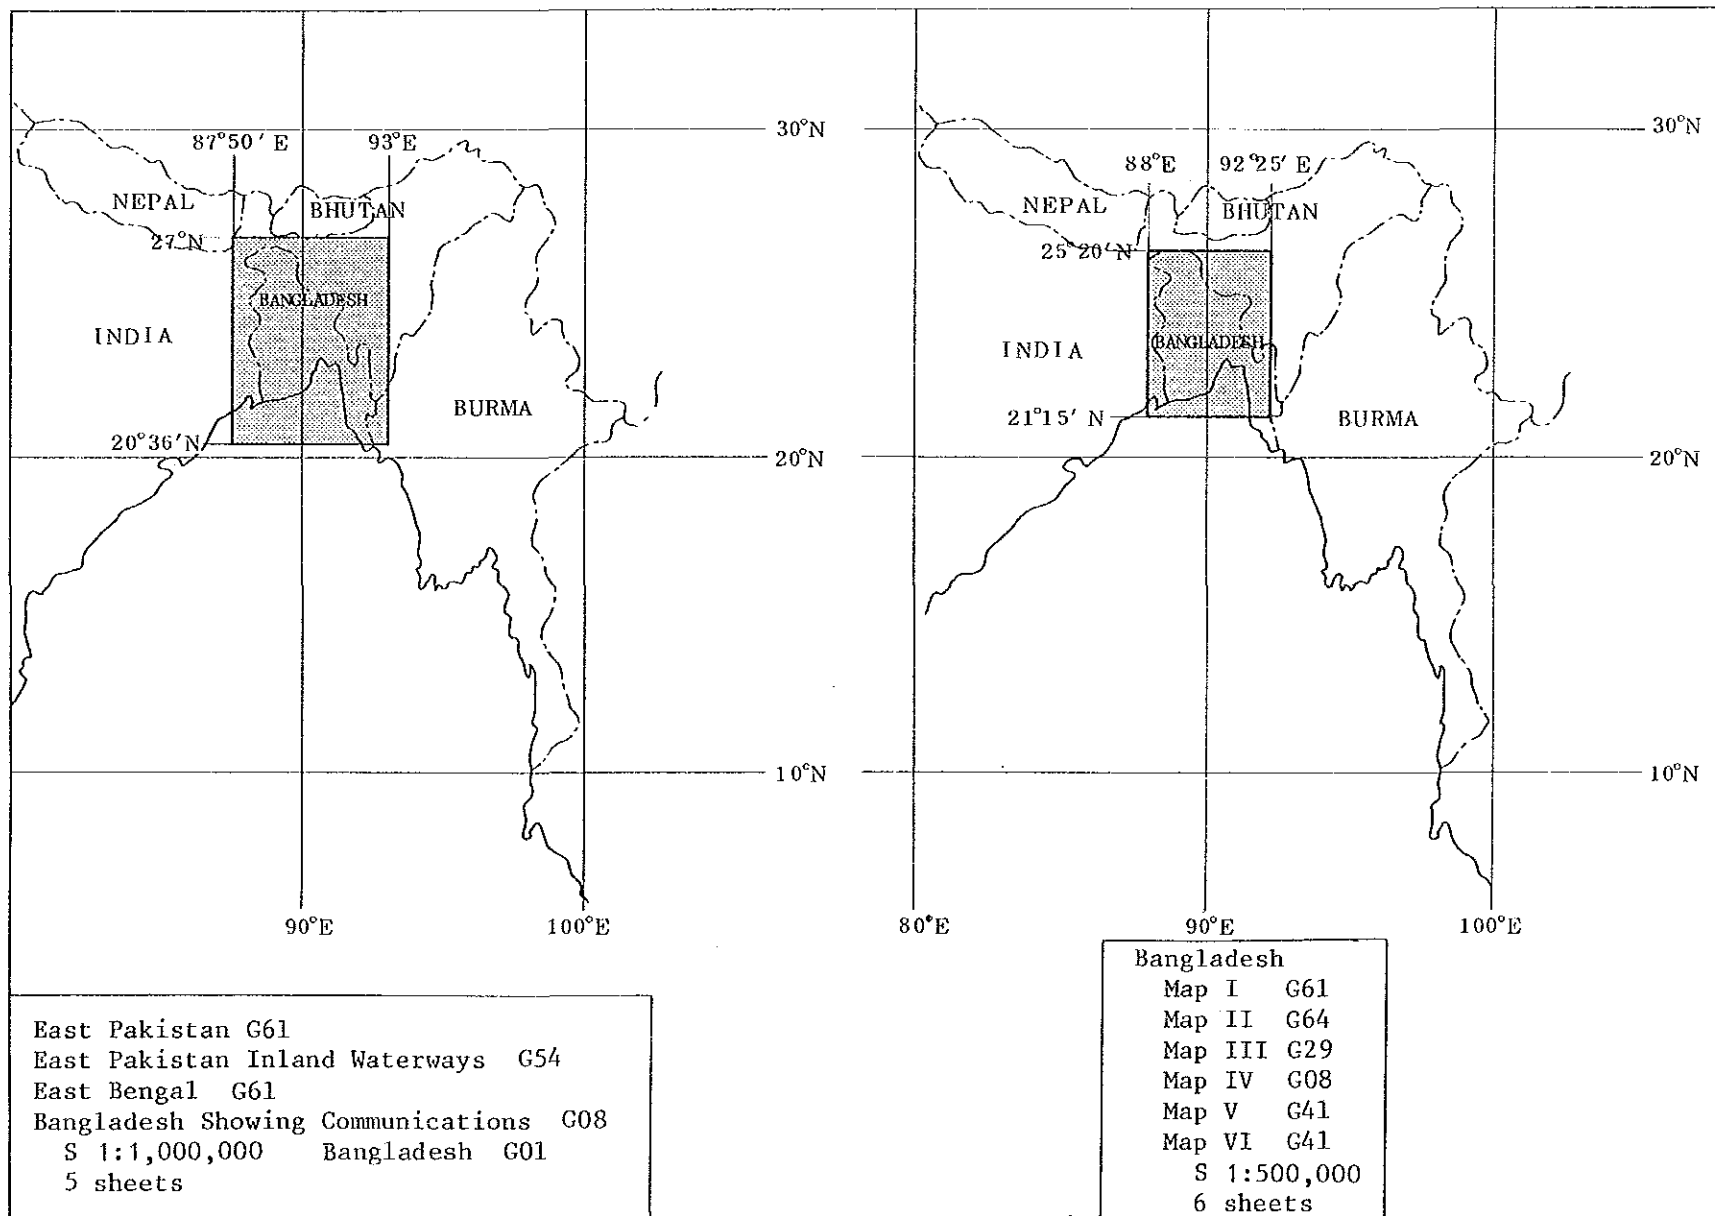 87°50′ E 93°E
30°N
NEPAL BHUTAN
27°N
BANGLADESH
INDIA
BURMA
20°36′N
20°N
10°N
90°E 100°E
East Pakistan G61
East Pakistan Inland Waterways G54
East Bengal G61
Bangladesh Showing Communications G08
S 1:1,000,000 Bangladesh G01
5 sheets
30°N
88°E 92°25′ E
NEPAL BHUTAN
25°20′N
BANGLADESH
INDIA
21°15′ N
BURMA
20°N
10°N
80°E 90°E 100°E
Bangladesh
Map I G61
Map II G64
Map III G29
Map IV G08
Map V G41
Map VI G41
S 1:500,000
6 sheets